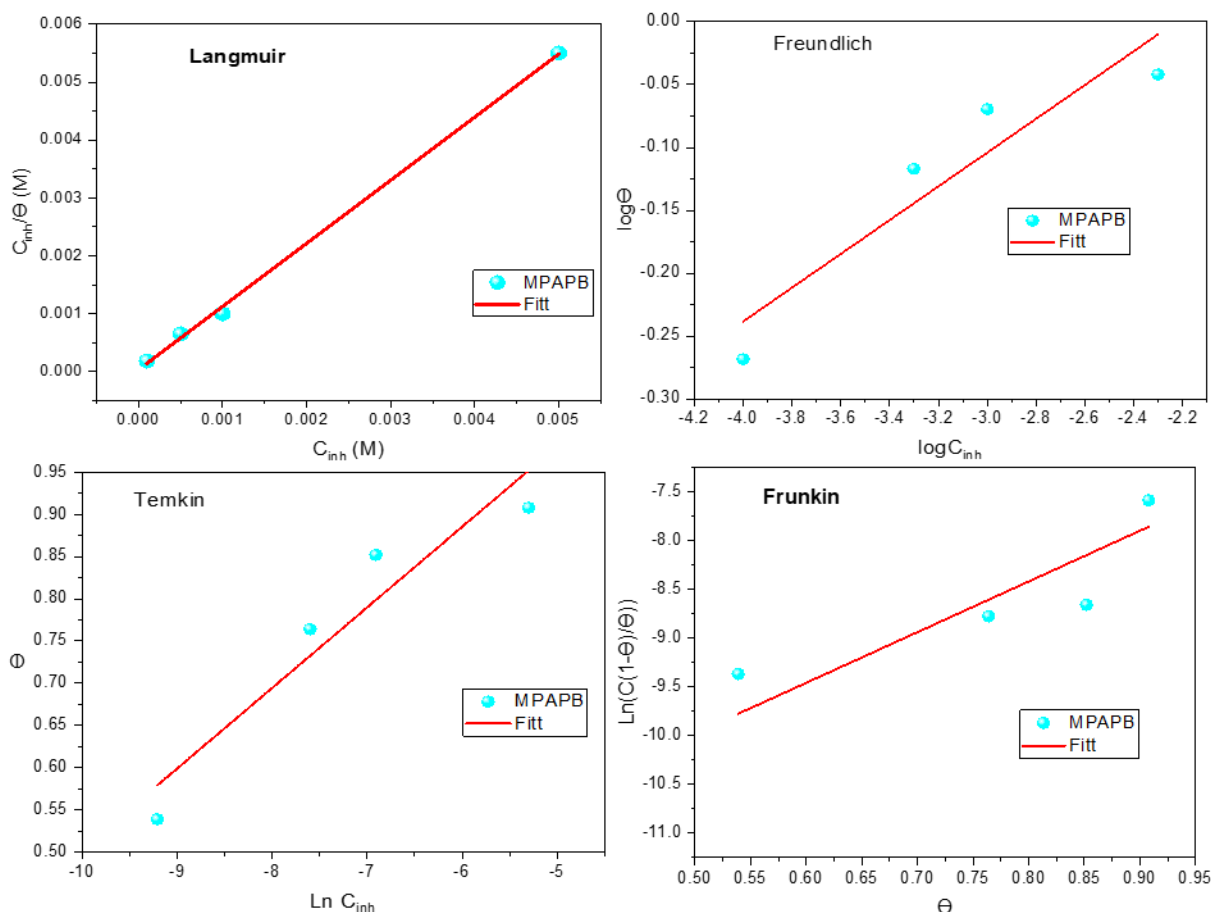 Langmuir
0.006
0.005
0.004
0.003
0.002
0.001
0.000
C_inh/Θ (M)
MPAPB
Fitt
0.000 0.001 0.002 0.003 0.004 0.005
C_inh (M)
Freundlich
0.00
-0.05
-0.10
-0.15
-0.20
-0.25
-0.30
logΘ
MPAPB
Fitt
-4.2 -4.0 -3.8 -3.6 -3.4 -3.2 -3.0 -2.8 -2.6 -2.4 -2.2
logC_inh
Temkin
0.95
0.90
0.85
0.80
0.75
0.70
0.65
0.60
0.55
0.50
Θ
MPAPB
Fitt
-10 -9 -8 -7 -6 -5
Ln C_inh
Frunkin
-7.5
-8.0
-8.5
-9.0
-9.5
-10.0
-10.5
-11.0
Ln(C(1-Θ)/Θ))
MPAPB
Fitt
0.50 0.55 0.60 0.65 0.70 0.75 0.80 0.85 0.90 0.95
Θ